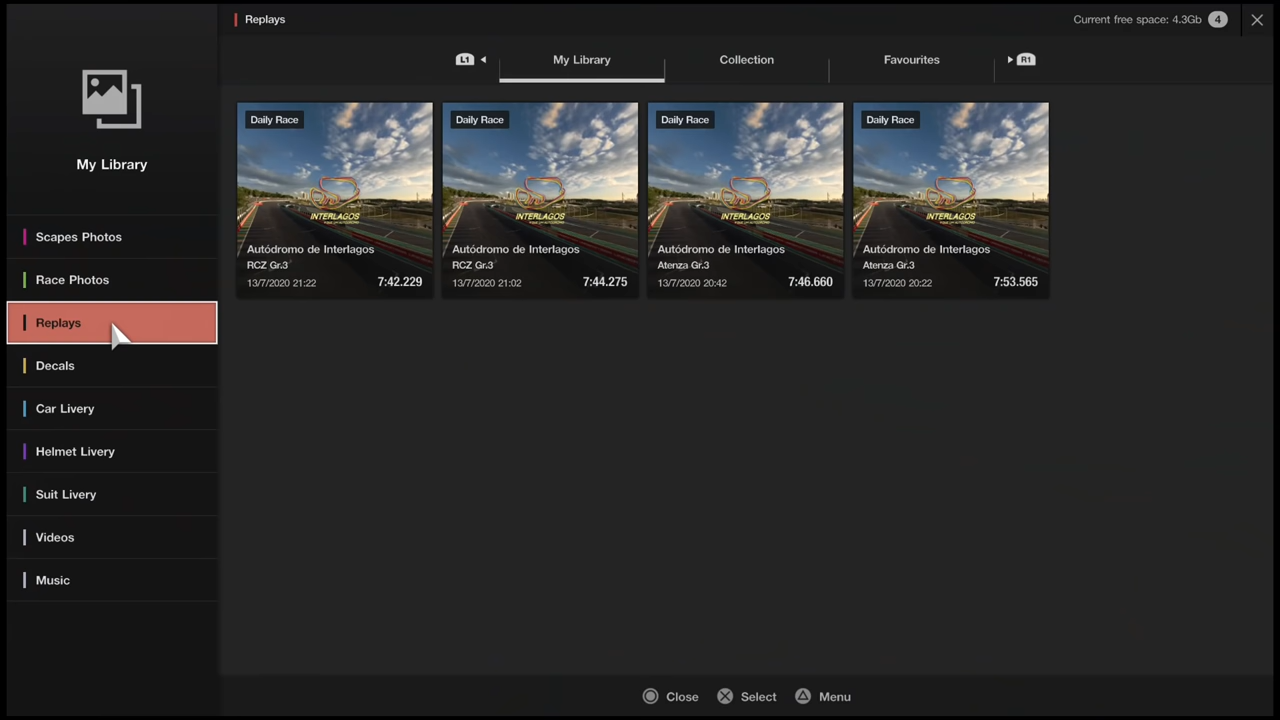 My Library
Scapes Photos
Race Photos
Replays
Decals
Car Livery
Helmet Livery
Suit Livery
Videos
Music
Replays
Current free space: 4.3Gb 4
L1 My Library Collection Favourites R1
Daily Race
INTERLAGOS
Autódromo de Interlagos
RCZ Gr.3
13/7/2020 21:22 7:42.229
Daily Race
INTERLAGOS
Autódromo de Interlagos
RCZ Gr.3
13/7/2020 21:02 7:44.275
Daily Race
INTERLAGOS
Autódromo de Interlagos
Atenza Gr.3
13/7/2020 20:42 7:46.660
Daily Race
INTERLAGOS
Autódromo de Interlagos
Atenza Gr.3
13/7/2020 20:22 7:53.565
Close Select Menu